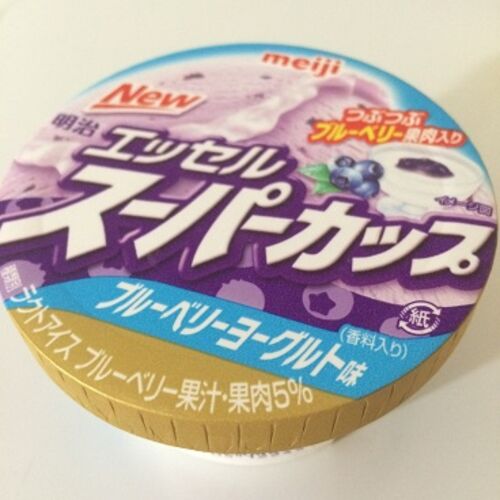 meiji
New
つぶつぶ
ブルーベリー果肉入り
明治
エッセル
スーパーカップ
イメージ図
ブルーベリーヨーグルト味
(香料入り)
紙
ラクトアイス ブルーベリー果汁・果肉5%